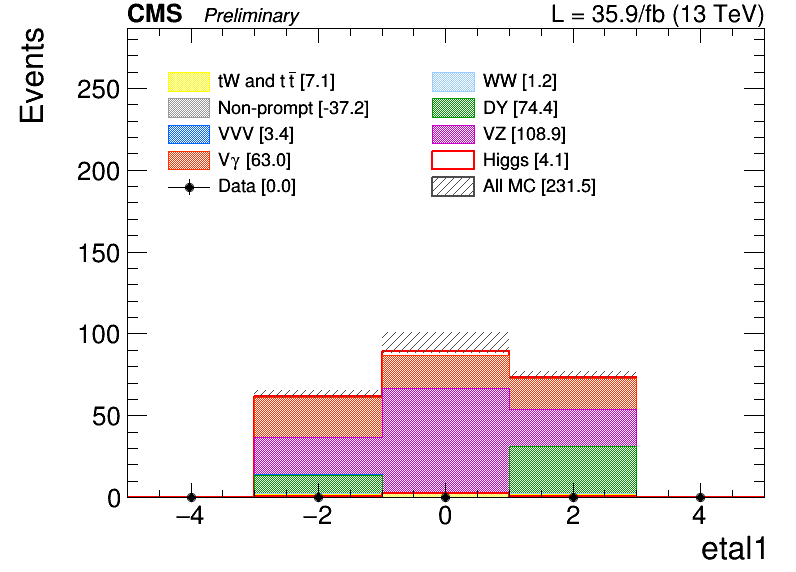 CMS Preliminary L = 35.9/fb (13 TeV)
Events
tW and t t̅ [7.1] WW [1.2]
Non-prompt [-37.2] DY [74.4]
VVV [3.4] VZ [108.9]
Vγ [63.0] Higgs [4.1]
Data [0.0] All MC [231.5]
250
200
150
100
50
0
−4 −2 0 2 4
etal1